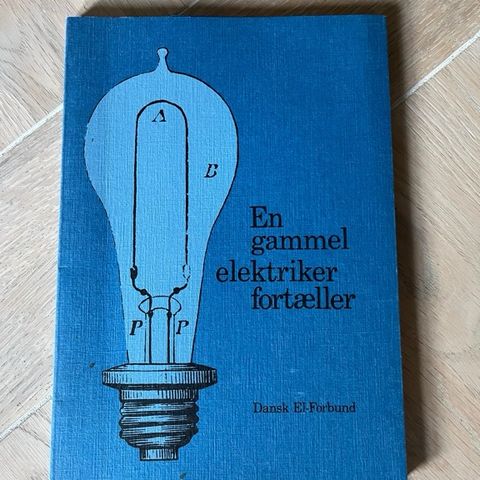 A
B
En
gammel
elektriker
fortæller
P P
Dansk El-Forbund